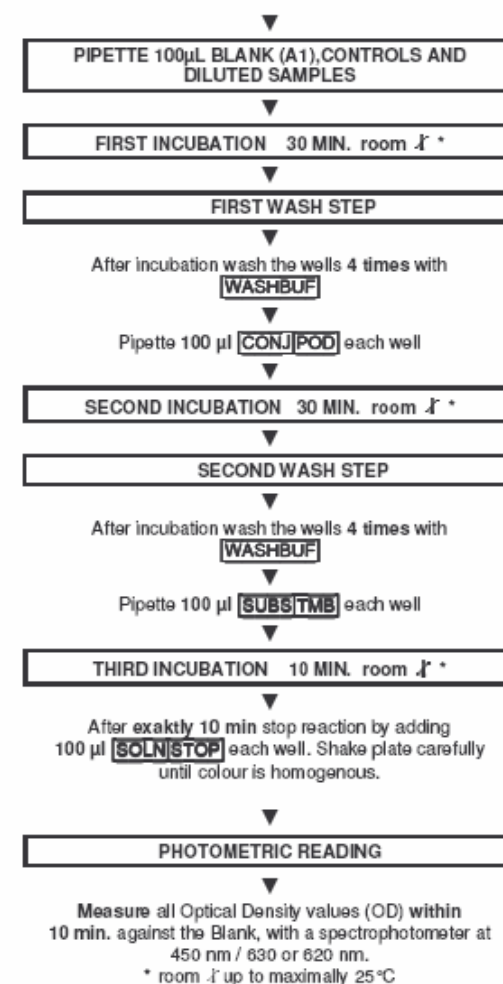 PIPETTE 100µL BLANK (A1),CONTROLS AND
DILUTED SAMPLES
FIRST INCUBATION 30 MIN. room *
FIRST WASH STEP
After incubation wash the wells 4 times with
WASHBUF
Pipette 100 µl CONJ POD each well
SECOND INCUBATION 30 MIN. room *
SECOND WASH STEP
After incubation wash the wells 4 times with
WASHBUF
Pipette 100 µl SUBS TMB each well
THIRD INCUBATION 10 MIN. room *
After exaktly 10 min stop reaction by adding
100 µl SOLN STOP each well. Shake plate carefully
until colour is homogenous.
PHOTOMETRIC READING
Measure all Optical Density values (OD) within
10 min. against the Blank, with a spectrophotometer at
450 nm / 630 or 620 nm.
* room up to maximally 25°C